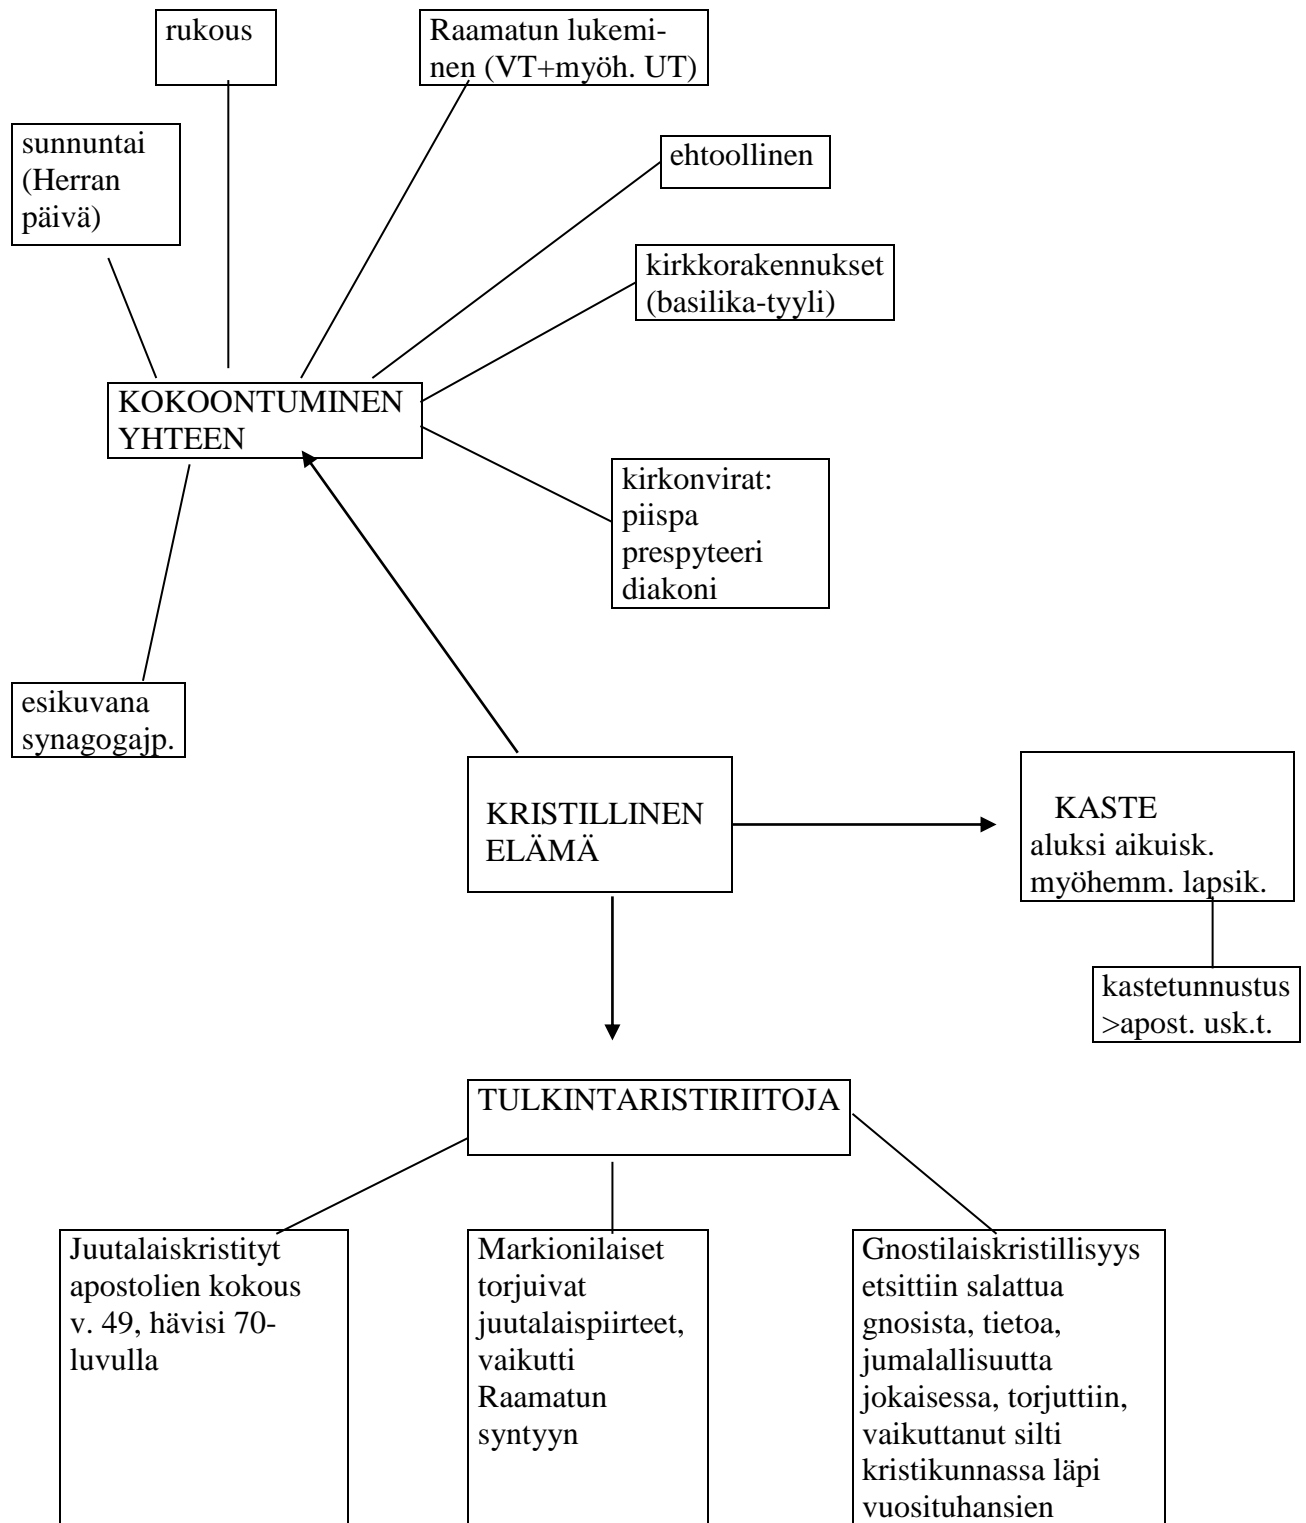 rukous
Raamatun lukemi-
nen (VT+myöh. UT)
sunnuntai
(Herran
päivä)
ehtoollinen
kirkkorakennukset
(basilika-tyyli)
KOKOONTUMINEN
YHTEEN
kirkonvirat:
piispa
prespyteeri
diakoni
esikuvana
synagogajp.
KRISTILLINEN
ELÄMÄ
KASTE
aluksi aikuisk.
myöhemm. lapsik.
kastetunnustus
>apost. usk.t.
TULKINTARISTIRIITOJA
Juutalaiskristityt
apostolien kokous
v. 49, hävisi 70-
luvulla
Markionilaiset
torjuivat
juutalaispiirteet,
vaikutti
Raamatun
syntyyn
Gnostilaiskristillisyys
etsittiin salattua
gnosista, tietoa,
jumalallisuutta
jokaisessa, torjuttiin,
vaikuttanut silti
kristikunnassa läpi
vuosituhansien